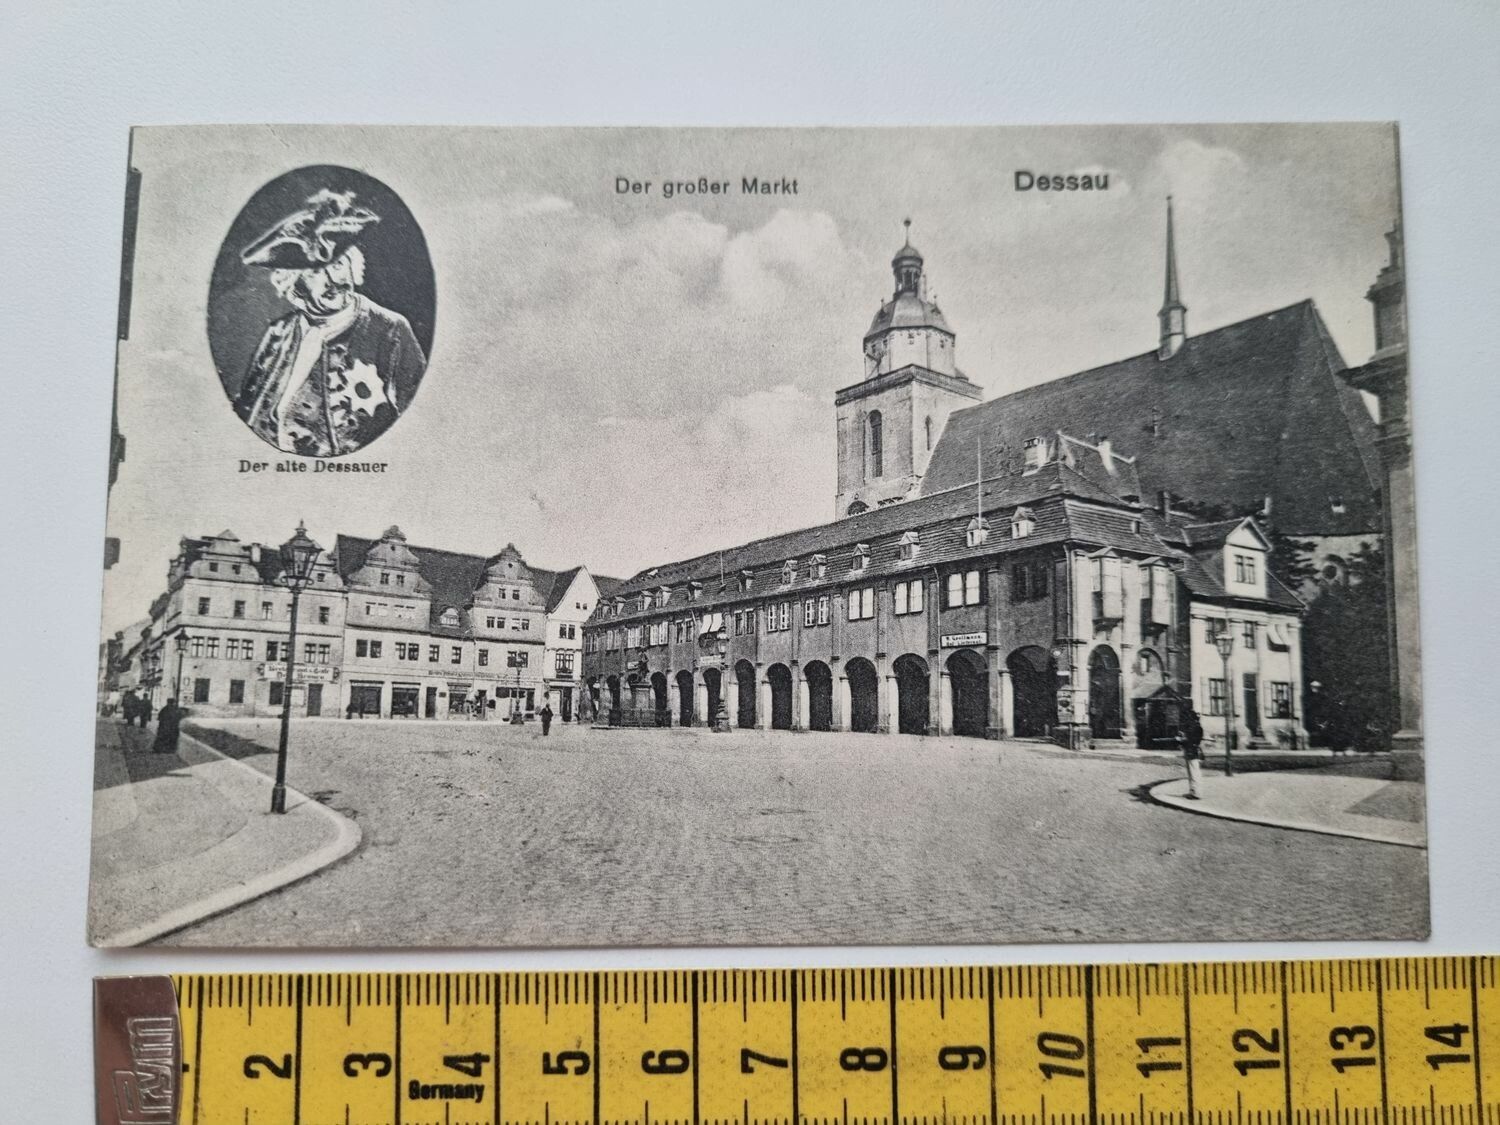 Der großer Markt
Dessau
Der alte Dessauer
Prym
2 3 4 5 6 7 8 9 10 11 12 13 14
Germany